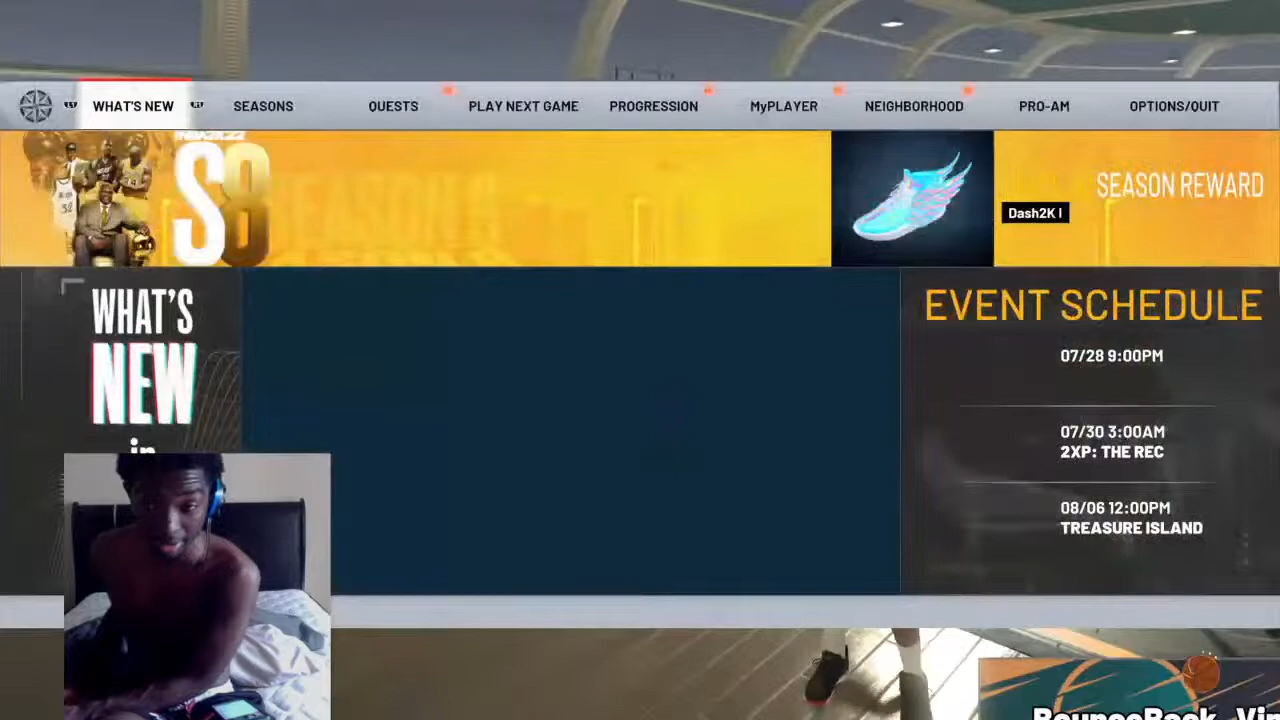 WHAT'S NEW
SEASONS
QUESTS
PLAY NEXT GAME
PROGRESSION
MyPLAYER
NEIGHBORHOOD
PRO-AM
OPTIONS/QUIT
S8
SEASON REWARD
Dash2K I
WHAT'S
NEW
in
EVENT SCHEDULE
07/28 9:00PM
07/30 3:00AM
2XP: THE REC
08/06 12:00PM
TREASURE ISLAND